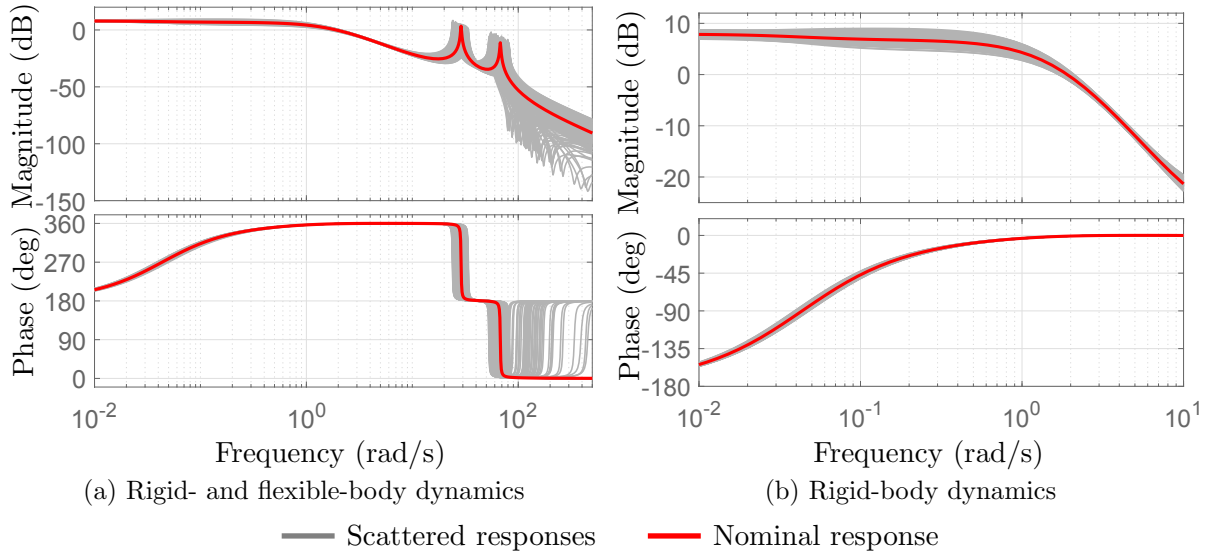 Magnitude (dB)
0
-50
-100
-150
Phase (deg)
360
270
180
90
0
10^-2
10^0
10^2
Frequency (rad/s)
(a) Rigid- and flexible-body dynamics
Magnitude (dB)
10
0
-10
-20
Phase (deg)
0
-45
-90
-135
-180
10^-2
10^-1
10^0
10^1
Frequency (rad/s)
(b) Rigid-body dynamics
Scattered responses
Nominal response